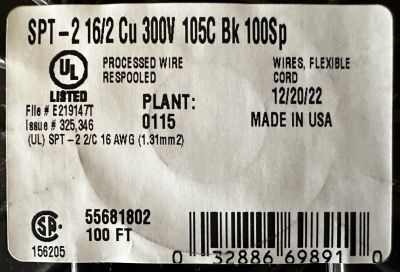 SPT-2 16/2 Cu 300V 105C Bk 100Sp
UL
LISTED
PROCESSED WIRE
RESPOOLED
WIRES, FLEXIBLE
CORD
File # E219147T
Issue # 325,346
PLANT:
0115
12/20/22
MADE IN USA
(UL) SPT-2 2/C 16 AWG (1.31mm2)
SA
156205
55681802
100 FT
0 32886 69891 0